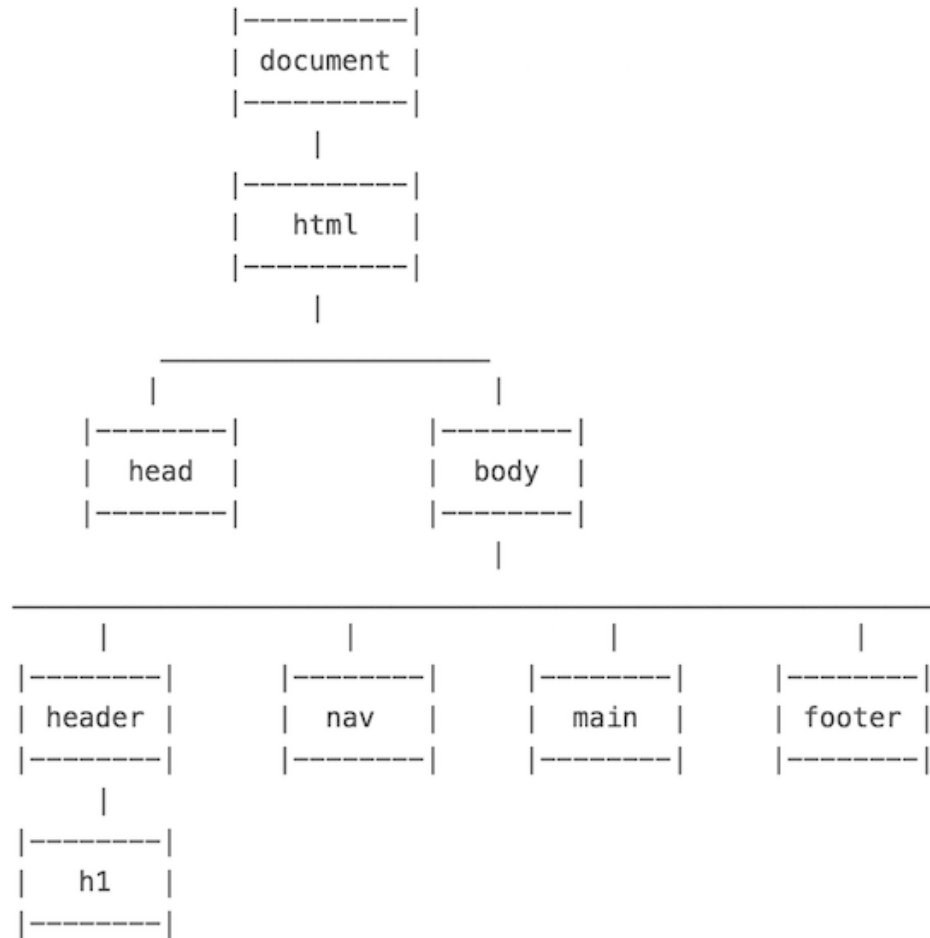 document
html
head body
header nav main footer
h1